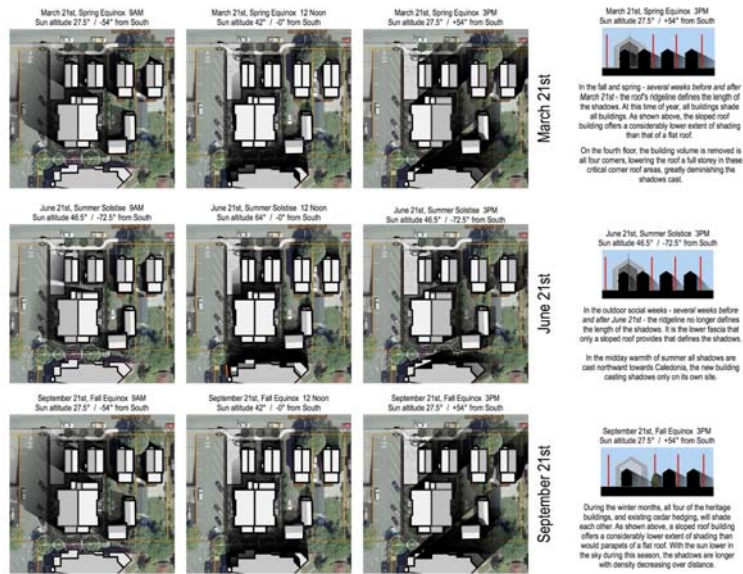 March 21st, Spring Equinox 9AM
Sun altitude 27.5° / -54° from South
March 21st, Spring Equinox 12 Noon
Sun altitude 42° / -0° from South
March 21st, Spring Equinox 3PM
Sun altitude 27.5° / +54° from South
March 21st
March 21st, Spring Equinox 3PM
Sun altitude 27.5° / +54° from South
In the fall and spring - several weeks before and after
March 21st - the roof's ridgeline defines the length of
the shadows. At this time of year, all buildings shade
all buildings. As shown above, the sloped roof
building offers a considerably lower extent of shading
than that of a flat roof.
On the fourth floor, the building volume is removed is
all four corners, lowering the roof a full storey in these
critical corner roof areas, greatly deminishing the
shadows cast.
June 21st, Summer Solstise 9AM
Sun altitude 46.5° / -72.5° from South
June 21st, Summer Solstise 12 Noon
Sun altitude 64° / -0° from South
June 21st, Summer Solstise 3PM
Sun altitude 46.5° / -72.5° from South
June 21st
June 21st, Summer Solstice 3PM
Sun altitude 46.5° / -72.5° from South
In the outdoor social weeks - several weeks before
and after June 21st - the ridgeline no longer defines
the length of the shadows. It is the lower fascia that
only a sloped roof provides that defines the shadows.
In the midday warmth of summer all shadows are
cast northward towards Caledonia, the new building
casting shadows only on its own site.
September 21st, Fall Equinox 9AM
Sun altitude 27.5° / -54° from South
September 21st, Fall Equinox 12 Noon
Sun altitude 42° / -0° from South
September 21st, Fall Equinox 3PM
Sun altitude 27.5° / +54° from South
September 21st
September 21st, Fall Equinox 3PM
Sun altitude 27.5° / +54° from South
During the winter months, all four of the heritage
buildings, and existing cedar hedging, will shade
each other. As shown above, a sloped roof building
offers a considerably lower extent of shading than
would parapets of a flat roof. With the sun lower in
the sky during this season, the shadows are longer
with density decreasing over distance.